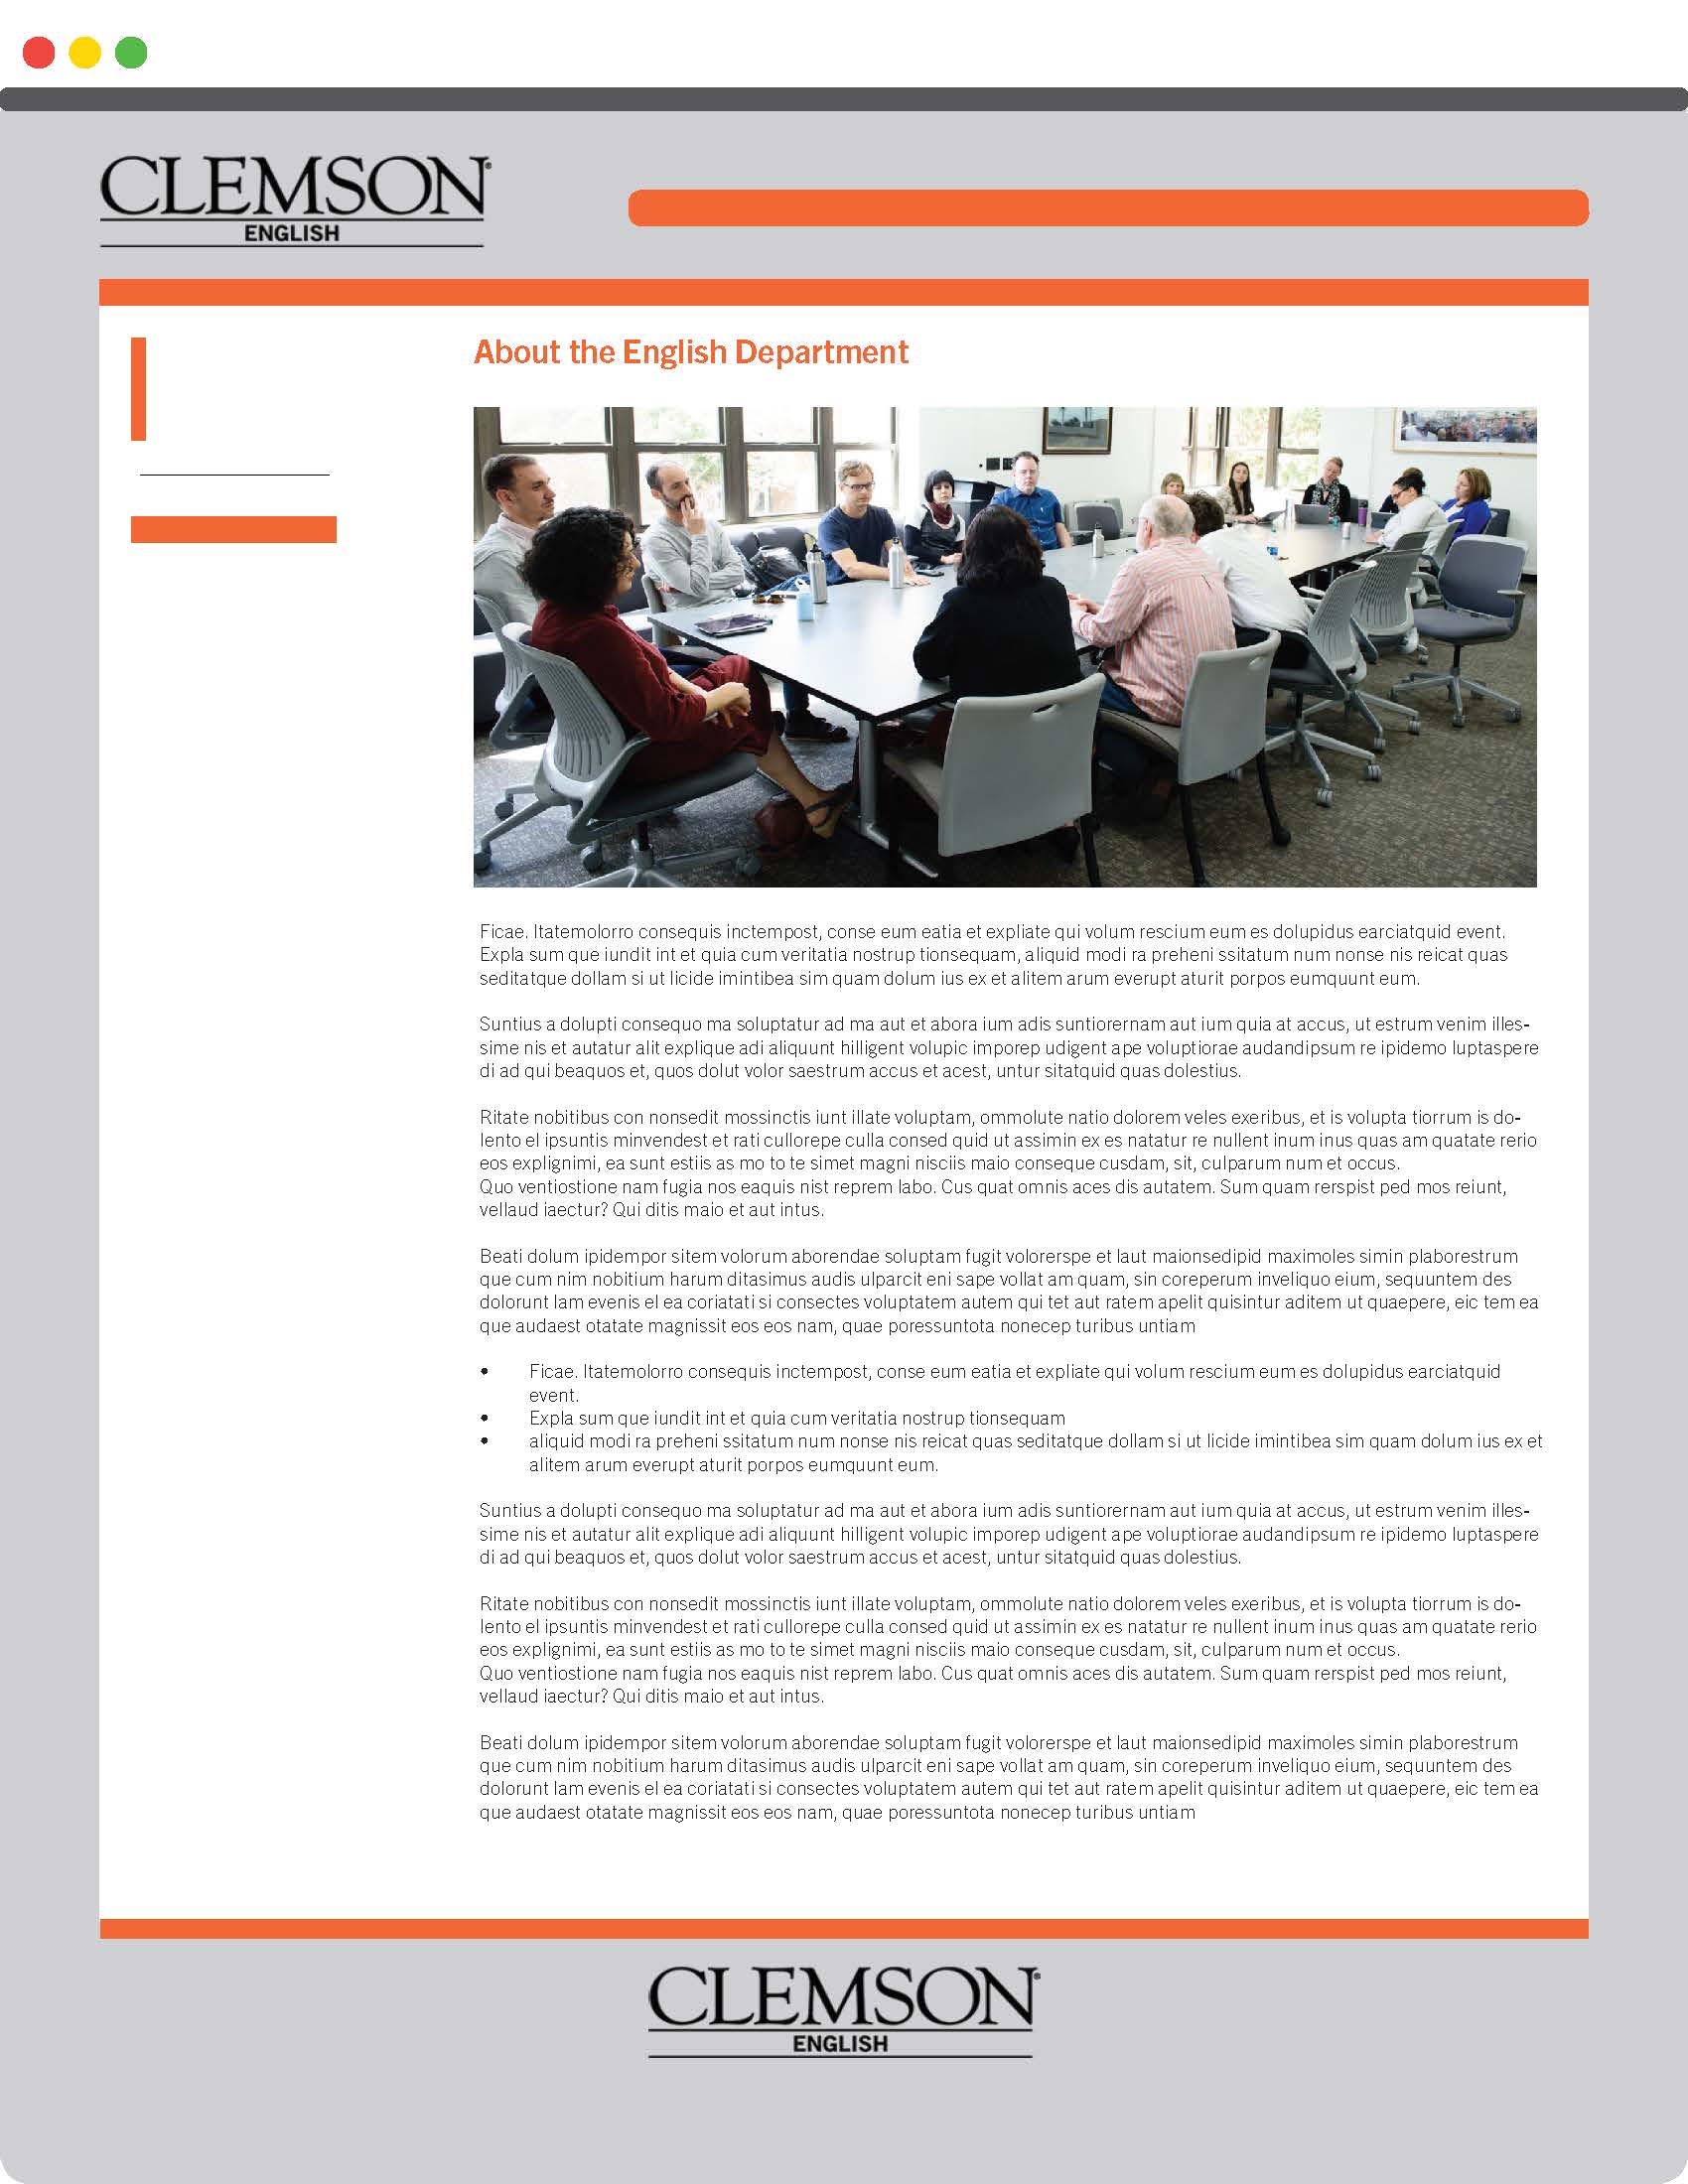 CLEMSON®
ENGLISH
About the English Department
Ficae. Itatemolorro consequis inctempost, conse eum eatia et expliate qui volum rescium eum es dolupidus earciatquid event.
Expla sum que iundit int et quia cum veritatia nostrup tionsequam, aliquid modi ra preheni ssitatum num nonse nis reicat quas
seditatque dollam si ut licide imintibea sim quam dolum ius ex et alitem arum everupt aturit porpos eumquunt eum.
Suntius a dolupti consequo ma soluptatur ad ma aut et abora ium adis suntiorernam aut ium quia at accus, ut estrum venim illes-
sime nis et autatur alit explique adi aliquunt hilligent volupic imporep udigent ape voluptiorae audandipsum re ipidemo luptaspere
di ad qui beaquos et, quos dolut volor saestrum accus et acest, untur sitatquid quas dolestius.
Ritate nobitibus con nonsedit mossinctis iunt illate voluptam, ommolute natio dolorem veles exeribus, et is volupta tiorrum is do-
lento el ipsuntis minvendest et rati cullorepe culla consed quid ut assimin ex es natatur re nullent inum inus quas am quatate rerio
eos explignimi, ea sunt estiis as mo to te simet magni nisciis maio conseque cusdam, sit, culparum num et occus.
Quo ventiostione nam fugia nos eaquis nist reprem labo. Cus quat omnis aces dis autatem. Sum quam rerspist ped mos reiunt,
vellaud iaectur? Qui ditis maio et aut intus.
Beati dolum ipidempor sitem volorum aborendae soluptam fugit volorerspe et laut maionsedipid maximoles simin plaborestrum
que cum nim nobitium harum ditasimus audis ulparcit eni sape vollat am quam, sin coreperum inveliquo eium, sequuntem des
dolorunt lam evenis el ea coriatati si consectes voluptatem autem qui tet aut ratem apelit quisintur aditem ut quaepere, eic tem ea
que audaest otatate magnissit eos eos nam, quae poressuntota nonecep turibus untiam
• Ficae. Itatemolorro consequis inctempost, conse eum eatia et expliate qui volum rescium eum es dolupidus earciatquid
event.
• Expla sum que iundit int et quia cum veritatia nostrup tionsequam
• aliquid modi ra preheni ssitatum num nonse nis reicat quas seditatque dollam si ut licide imintibea sim quam dolum ius ex et
alitem arum everupt aturit porpos eumquunt eum.
Suntius a dolupti consequo ma soluptatur ad ma aut et abora ium adis suntiorernam aut ium quia at accus, ut estrum venim illes-
sime nis et autatur alit explique adi aliquunt hilligent volupic imporep udigent ape voluptiorae audandipsum re ipidemo luptaspere
di ad qui beaquos et, quos dolut volor saestrum accus et acest, untur sitatquid quas dolestius.
Ritate nobitibus con nonsedit mossinctis iunt illate voluptam, ommolute natio dolorem veles exeribus, et is volupta tiorrum is do-
lento el ipsuntis minvendest et rati cullorepe culla consed quid ut assimin ex es natatur re nullent inum inus quas am quatate rerio
eos explignimi, ea sunt estiis as mo to te simet magni nisciis maio conseque cusdam, sit, culparum num et occus.
Quo ventiostione nam fugia nos eaquis nist reprem labo. Cus quat omnis aces dis autatem. Sum quam rerspist ped mos reiunt,
vellaud iaectur? Qui ditis maio et aut intus.
Beati dolum ipidempor sitem volorum aborendae soluptam fugit volorerspe et laut maionsedipid maximoles simin plaborestrum
que cum nim nobitium harum ditasimus audis ulparcit eni sape vollat am quam, sin coreperum inveliquo eium, sequuntem des
dolorunt lam evenis el ea coriatati si consectes voluptatem autem qui tet aut ratem apelit quisintur aditem ut quaepere, eic tem ea
que audaest otatate magnissit eos eos nam, quae poressuntota nonecep turibus untiam
CLEMSON®
ENGLISH